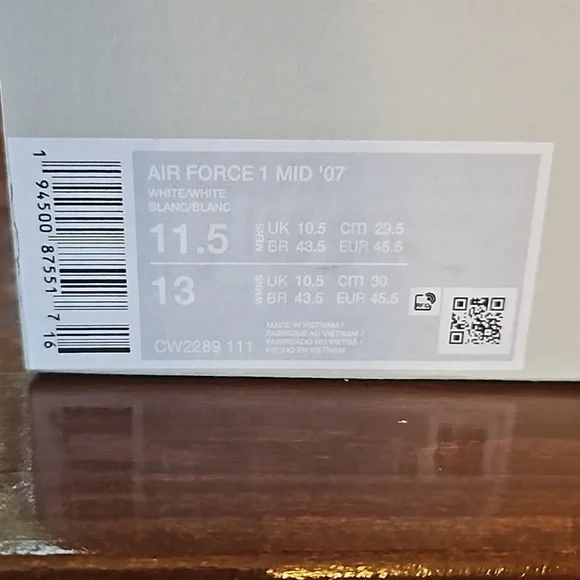 1 94500 87551 7 16
AIR FORCE 1 MID '07
WHITE/WHITE
BLANC/BLANC
11.5 MENS UK 10.5 cm 29.5
BR 43.5 EUR 45.5
13 WMNS UK 10.5 cm 30
BR 43.5 EUR 45.5
RFID
MADE IN VIETNAM /
FABRIQUE AU VIETNAM /
FABRICADO NO VIETNÃ /
HECHO EN VIETNAM
CW2289 111